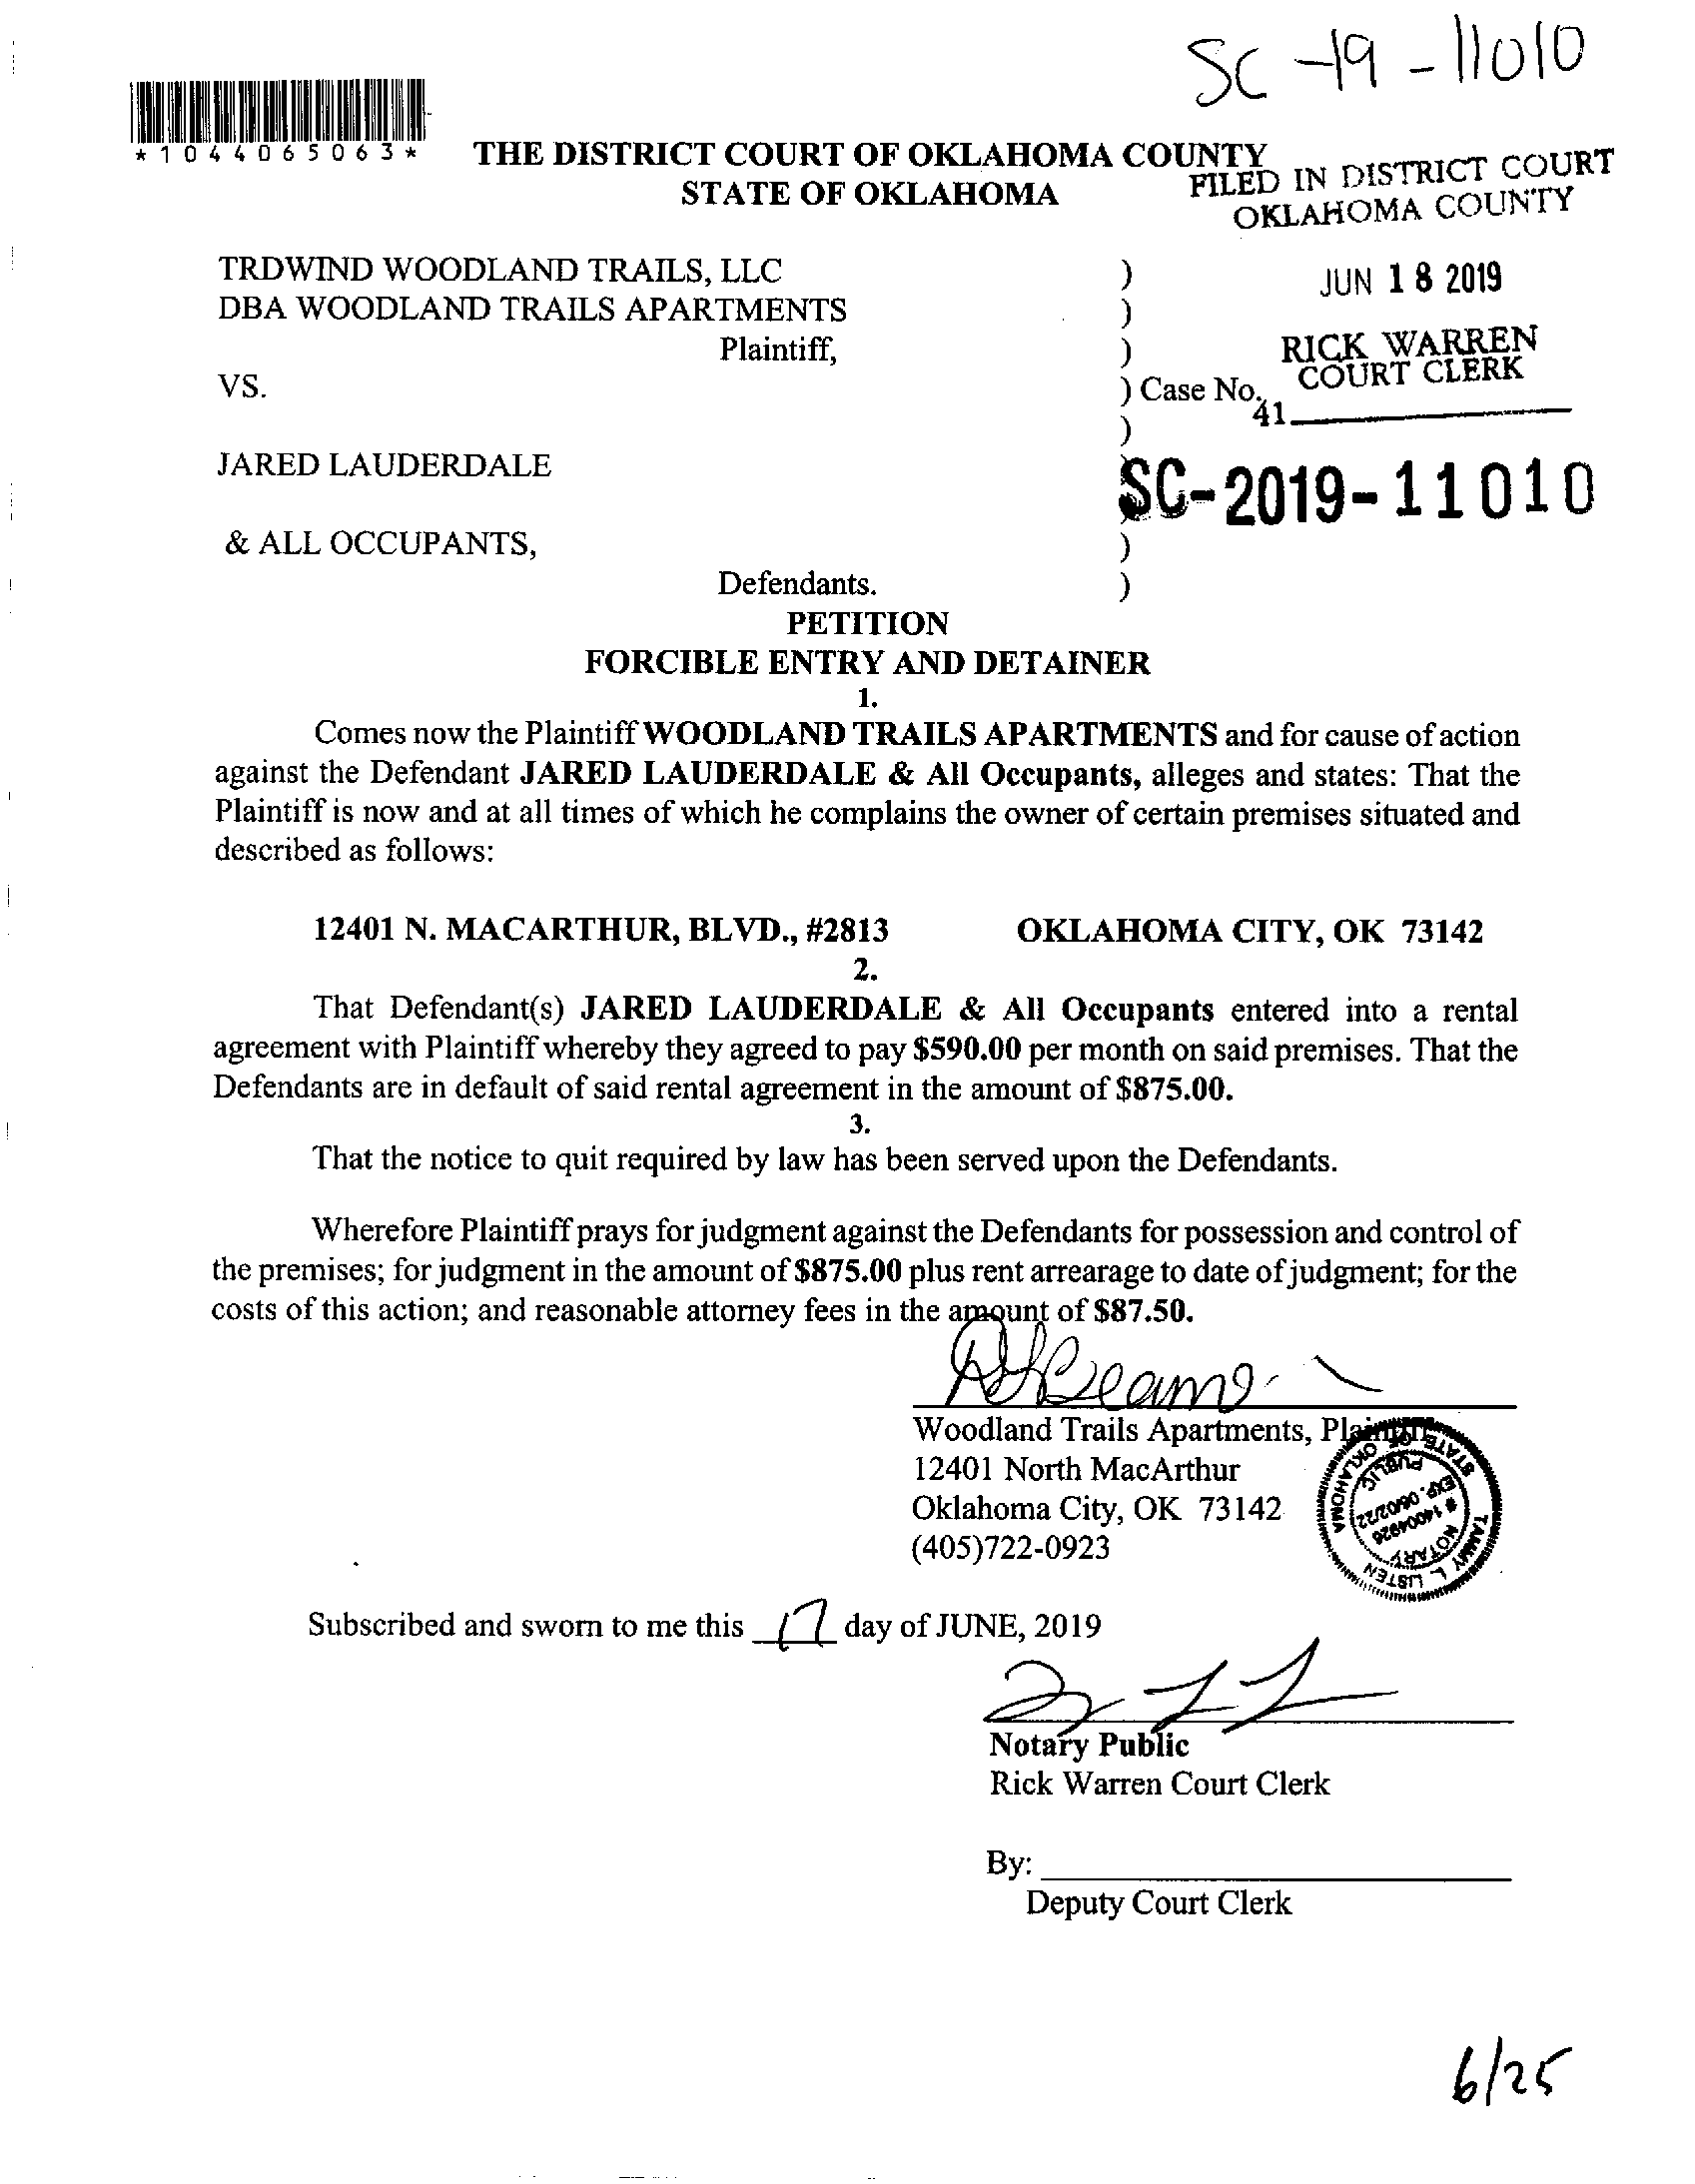 SC-19-11010
*1044065063*
THE DISTRICT COURT OF OKLAHOMA COUNTY
STATE OF OKLAHOMA
FILED IN DISTRICT COURT
OKLAHOMA COUNTY
TRDWIND WOODLAND TRAILS, LLC )
JUN 18 2019
DBA WOODLAND TRAILS APARTMENTS )
Plaintiff, )
RICK WARREN
COURT CLERK
VS. ) Case No.
41
)
JARED LAUDERDALE )
SC-2019-11010
& ALL OCCUPANTS, )
Defendants. )
PETITION
FORCIBLE ENTRY AND DETAINER
1.
Comes now the Plaintiff WOODLAND TRAILS APARTMENTS and for cause of action
against the Defendant JARED LAUDERDALE & All Occupants, alleges and states: That the
Plaintiff is now and at all times of which he complains the owner of certain premises situated and
described as follows:
12401 N. MACARTHUR, BLVD., #2813 OKLAHOMA CITY, OK 73142
2.
That Defendant(s) JARED LAUDERDALE & All Occupants entered into a rental
agreement with Plaintiff whereby they agreed to pay $590.00 per month on said premises. That the
Defendants are in default of said rental agreement in the amount of $875.00.
3.
That the notice to quit required by law has been served upon the Defendants.
Wherefore Plaintiff prays for judgment against the Defendants for possession and control of
the premises; for judgment in the amount of $875.00 plus rent arrearage to date of judgment; for the
costs of this action; and reasonable attorney fees in the amount of $87.50.
Woodland Trails Apartments, Plaintiff
12401 North MacArthur
Oklahoma City, OK 73142
(405)722-0923
TAMMY L. LISTEN
STATE OF OKLAHOMA
NOTARY
# 14004926
EXP. 06/02/22
PUBLIC
Subscribed and sworn to me this 17 day of JUNE, 2019
Notary Public
Rick Warren Court Clerk
By:
Deputy Court Clerk
6/25